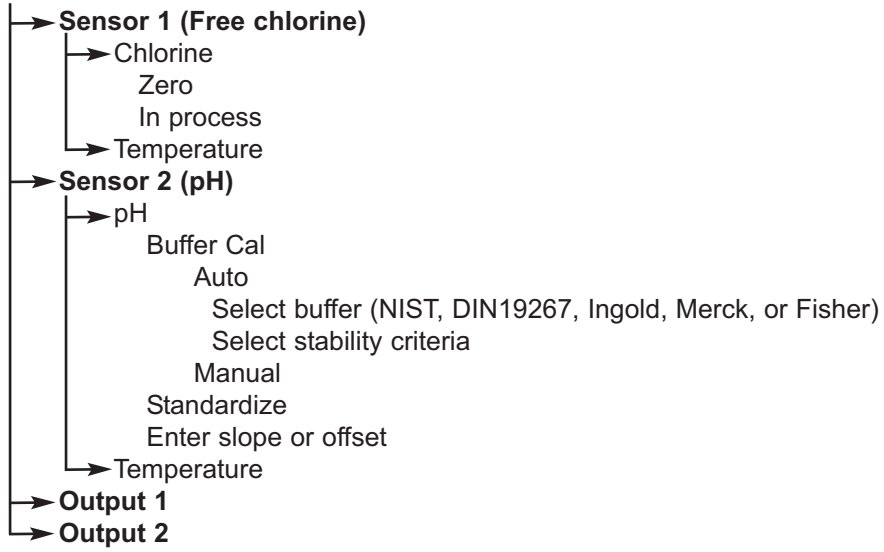 Sensor 1 (Free chlorine)
Chlorine
Zero
In process
Temperature
Sensor 2 (pH)
pH
Buffer Cal
Auto
Select buffer (NIST, DIN19267, Ingold, Merck, or Fisher)
Select stability criteria
Manual
Standardize
Enter slope or offset
Temperature
Output 1
Output 2